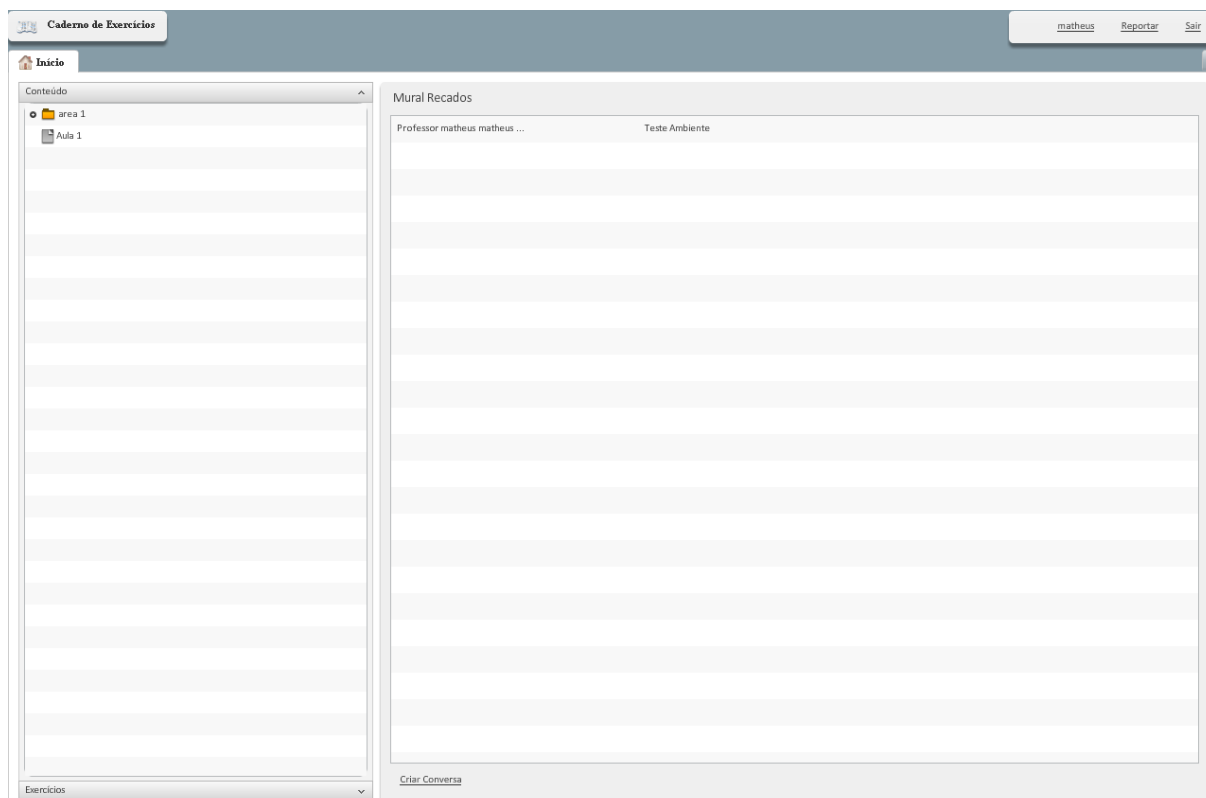 Caderno de Exercícios
matheus Reportar Sair
Início
Conteúdo
area 1
Aula 1
Exercícios
Mural Recados
Professor matheus matheus ... Teste Ambiente
Criar Conversa